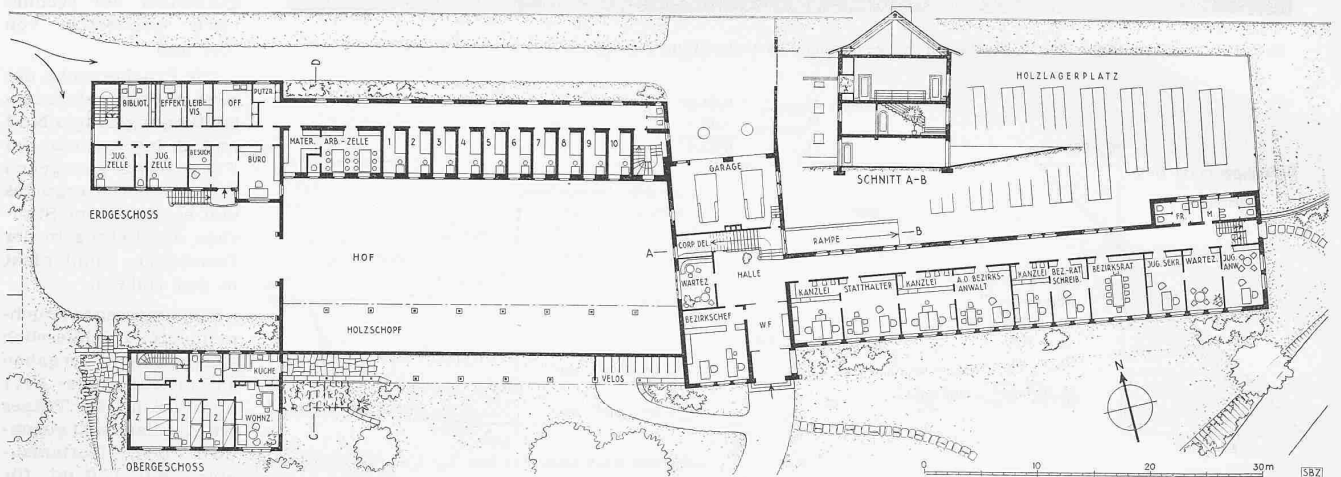 BIBLIOT.
EFFEKT.
LEIB-
VIS.
OFF.
PUTZR.
JUG.
ZELLE
JUG.
ZELLE
BESUCH
BÜRO
MATER.
ARB-ZELLE
1
2
3
4
5
6
7
8
9
10
ERDGESCHOSS
HOF
HOLZSCHOPF
VELOS
Z
Z
Z
WOHNZ.
KÜCHE
OBERGESCHOSS
GARAGE
CORP. DEL.
A
B
RAMPE
HALLE
WARTEZ.
BEZIRKSCHEF
W.F.
SCHNITT A-B
HOLZLAGERPLATZ
KANZLEI
STATTHALTER
KANZLEI
A.O. BEZIRKS-
ANWALT
KANZLEI
BEZ-RAT
SCHREIB.
BEZIRKSRAT
JUG. SEKR.
WARTEZ.
JUG.
ANW.
FR.
M.
N
0
10
20
30m
SBZ